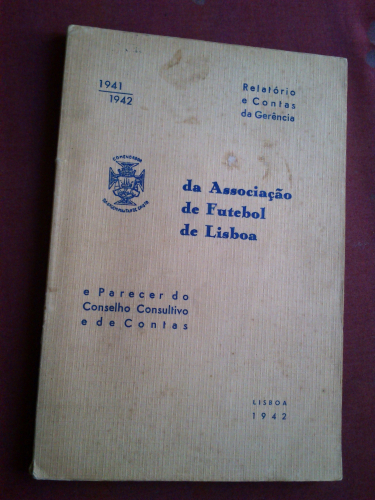 1941
1942
Relatório
e Contas
da Gerência
da Associação
de Futebol
de Lisboa
e Parecer do
Conselho Consultivo
e de Contas
LISBOA
1942